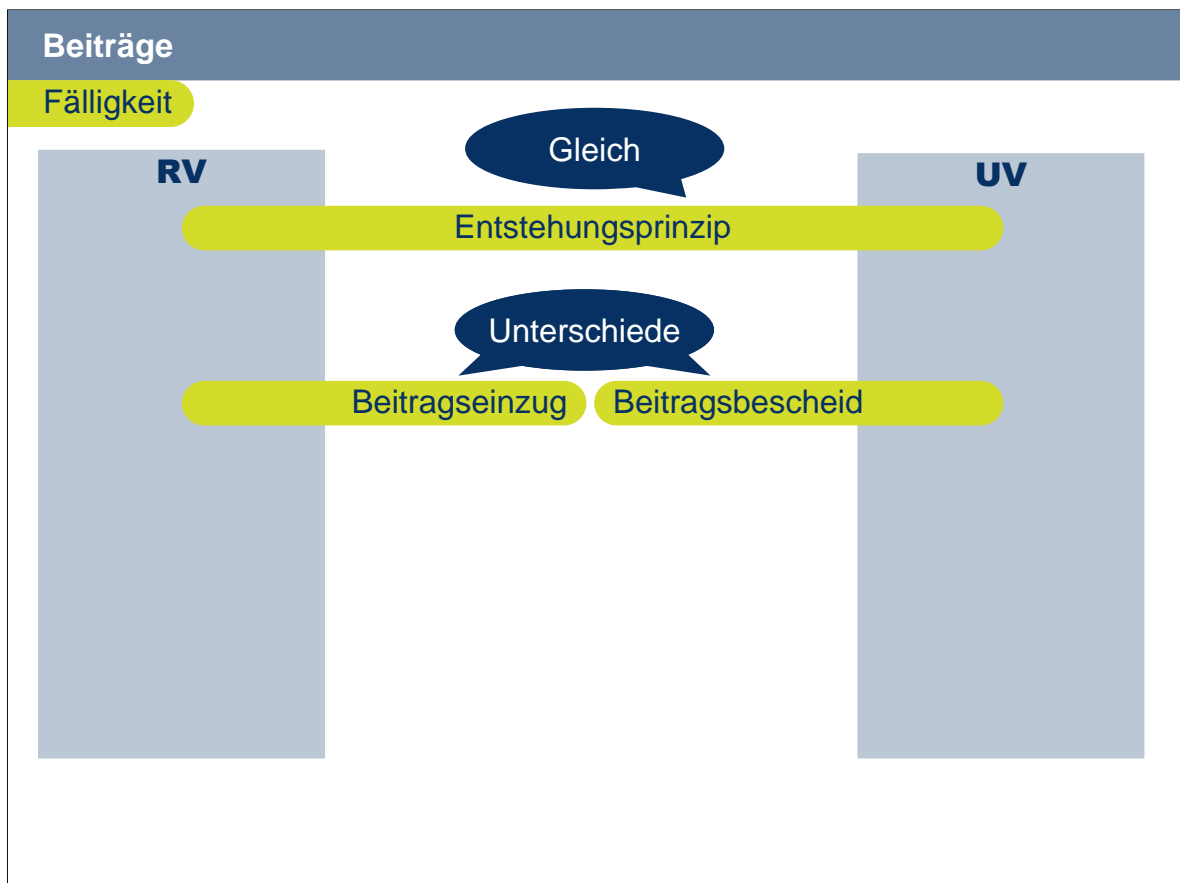 Beiträge
Fälligkeit
Gleich
RV
UV
Entstehungsprinzip
Unterschiede
Beitragseinzug
Beitragsbescheid